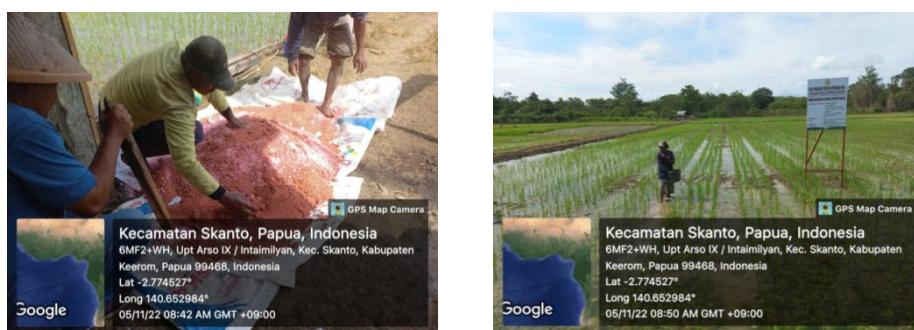 GPS Map Camera
Kecamatan Skanto, Papua, Indonesia
6MF2+WH, Upt Arso IX / Intaimilyan, Kec. Skanto, Kabupaten
Keerom, Papua 99468, Indonesia
Lat -2.774527°
Long 140.652984°
05/11/22 08:42 AM GMT +09:00
Google
GPS Map Camera
Kecamatan Skanto, Papua, Indonesia
6MF2+WH, Upt Arso IX / Intaimilyan, Kec. Skanto, Kabupaten
Keerom, Papua 99468, Indonesia
Lat -2.774527°
Long 140.652984°
05/11/22 08:50 AM GMT +09:00
Google